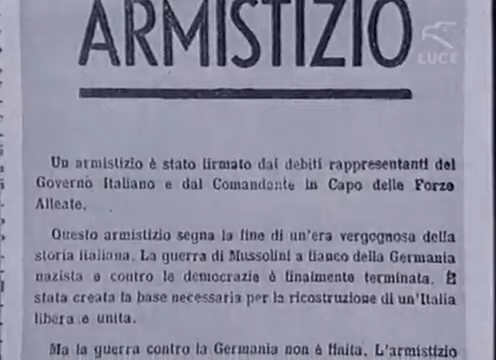 ARMISTIZIO
LUCE
Un armistizio è stato firmato dai debiti rappresentanti del
Governo Italiano e dal Comandante in Capo delle Forze
Alleate.
Questo armistizio segna la fine di un'era vergognosa della
storia italiana. La guerra di Mussolini a fianco della Germania
nazista e contro le democrazie è finalmente terminata. È
stata creata la base necessaria per la ricostruzione di un'Italia
libera e unita.
Ma la guerra contro la Germania non è finita. L'armistizio